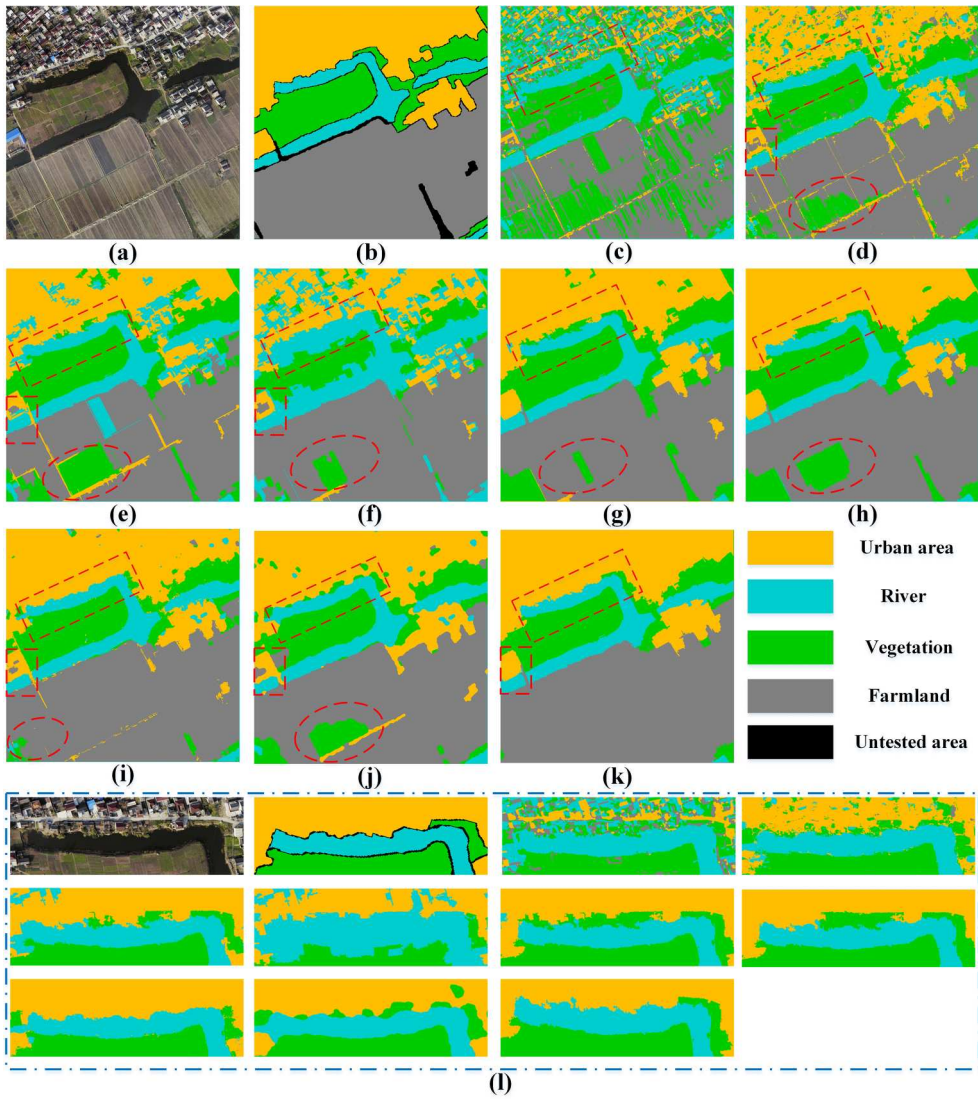 (a)
(b)
(c)
(d)
(e)
(f)
(g)
(h)
Urban area
River
Vegetation
Farmland
Untested area
(i)
(j)
(k)
(l)